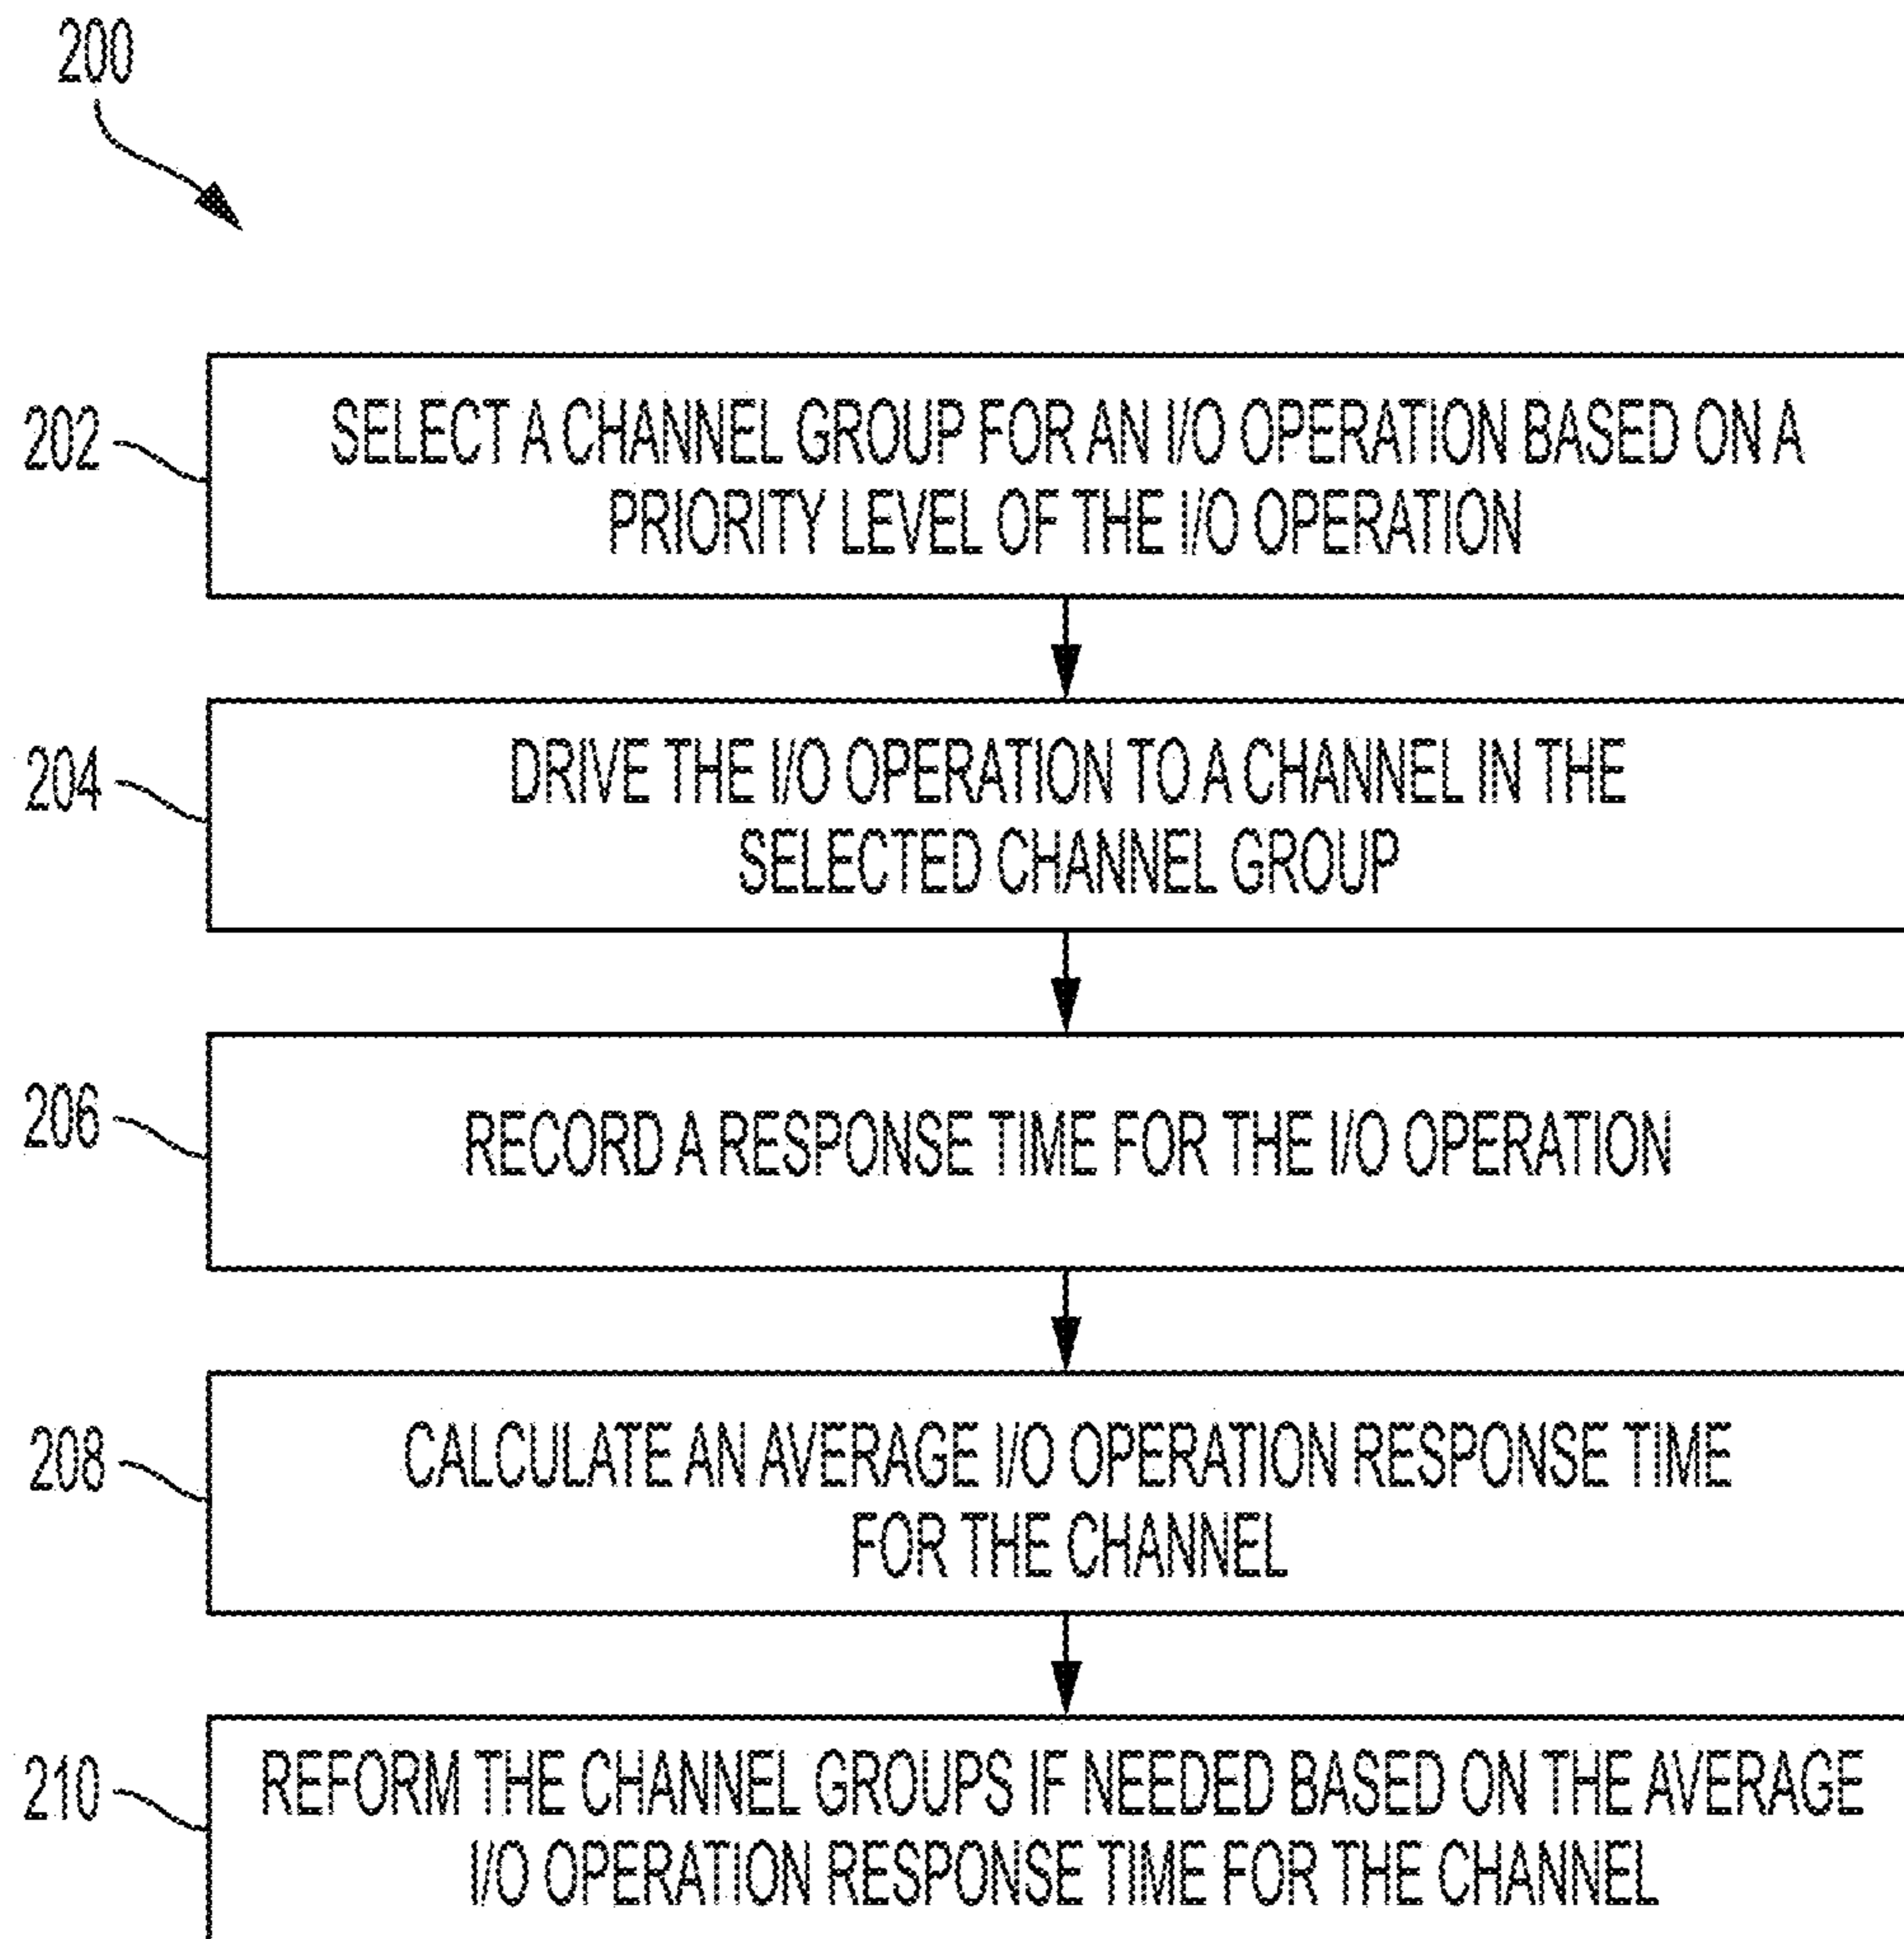 200
202
SELECT A CHANNEL GROUP FOR AN I/O OPERATION BASED ON A
PRIORITY LEVEL OF THE I/O OPERATION
204
DRIVE THE I/O OPERATION TO A CHANNEL IN THE
SELECTED CHANNEL GROUP
206
RECORD A RESPONSE TIME FOR THE I/O OPERATION
208
CALCULATE AN AVERAGE I/O OPERATION RESPONSE TIME
FOR THE CHANNEL
210
REFORM THE CHANNEL GROUPS IF NEEDED BASED ON THE AVERAGE
I/O OPERATION RESPONSE TIME FOR THE CHANNEL